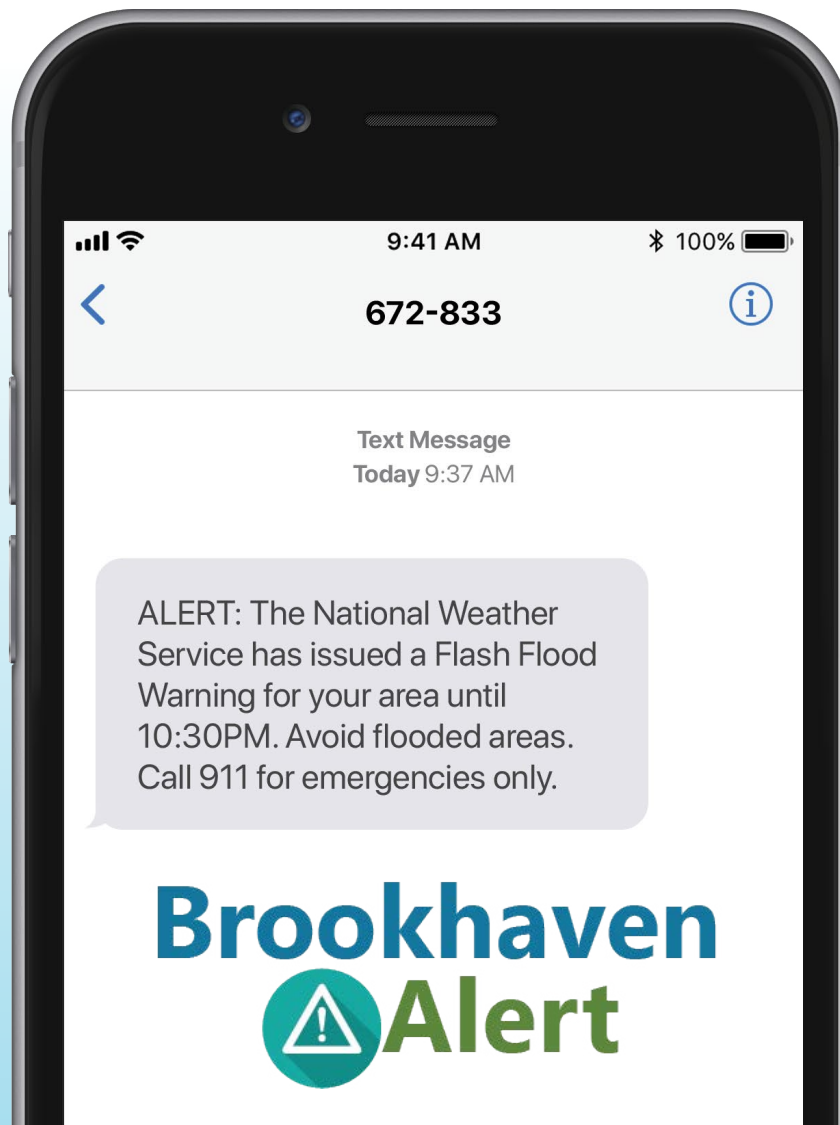 9:41 AM
100%
672-833
Text Message
Today 9:37 AM
ALERT: The National Weather
Service has issued a Flash Flood
Warning for your area until
10:30PM. Avoid flooded areas.
Call 911 for emergencies only.
Brookhaven
Alert